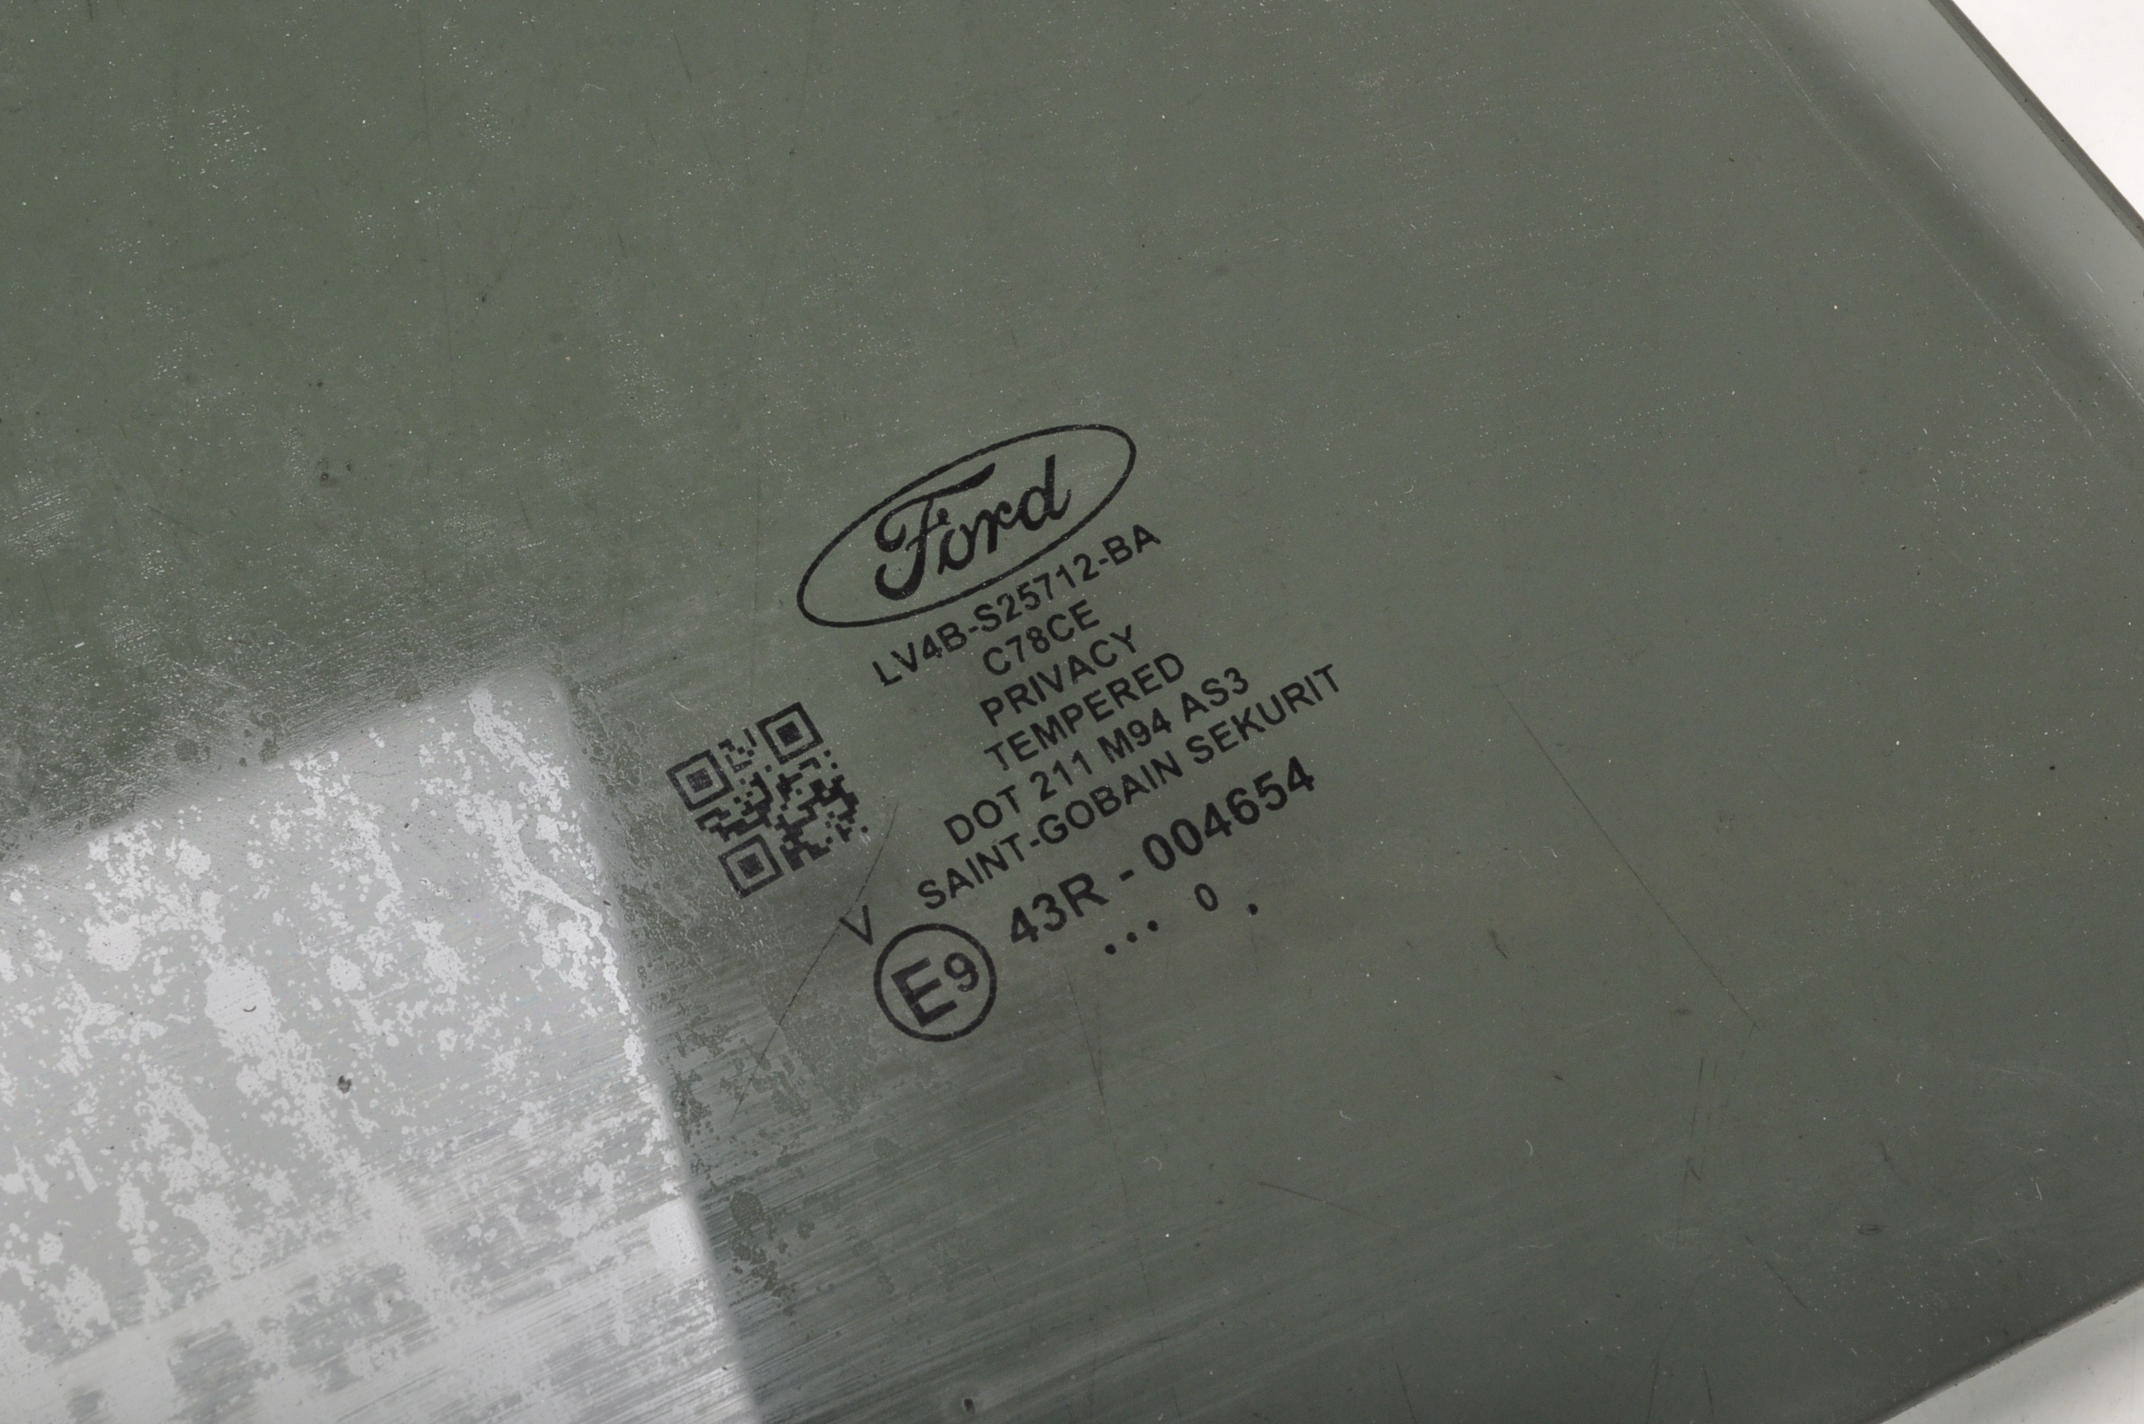 Ford
LV4B-S25712-BA
C78CE
PRIVACY
TEMPERED
DOT 211 M94 AS3
SAINT-GOBAIN SEKURIT
V
43R - 004654
E9
... 0 .